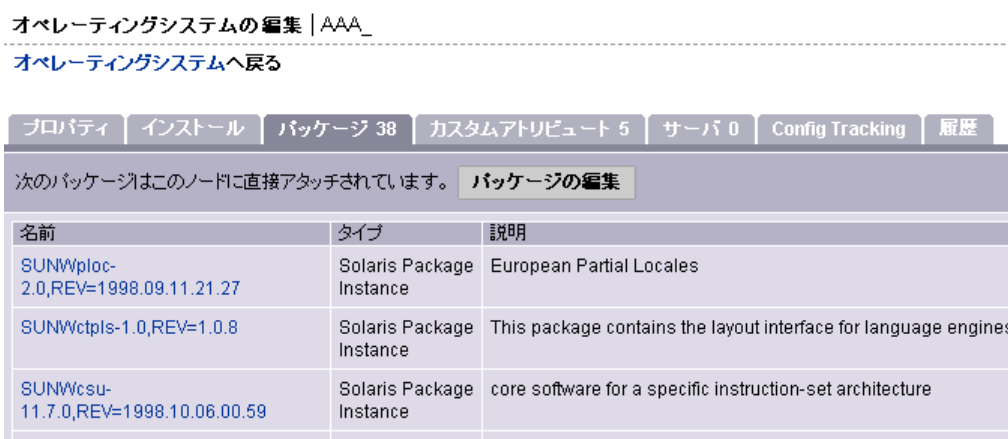 オペレーティングシステムの編集 | AAA_
オペレーティングシステムへ戻る
プロパティ インストール パッケージ 38 カスタムアトリビュート 5 サーバ 0 Config Tracking 履歴
次のパッケージはこのノードに直接アタッチされています。 パッケージの編集
名前 タイプ 説明
SUNWploc- Solaris Package European Partial Locales
2.0,REV=1998.09.11.21.27 Instance
SUNWctpls-1.0,REV=1.0.8 Solaris Package This package contains the layout interface for language engines
Instance
SUNWcsu- Solaris Package core software for a specific instruction-set architecture
11.7.0,REV=1998.10.06.00.59 Instance